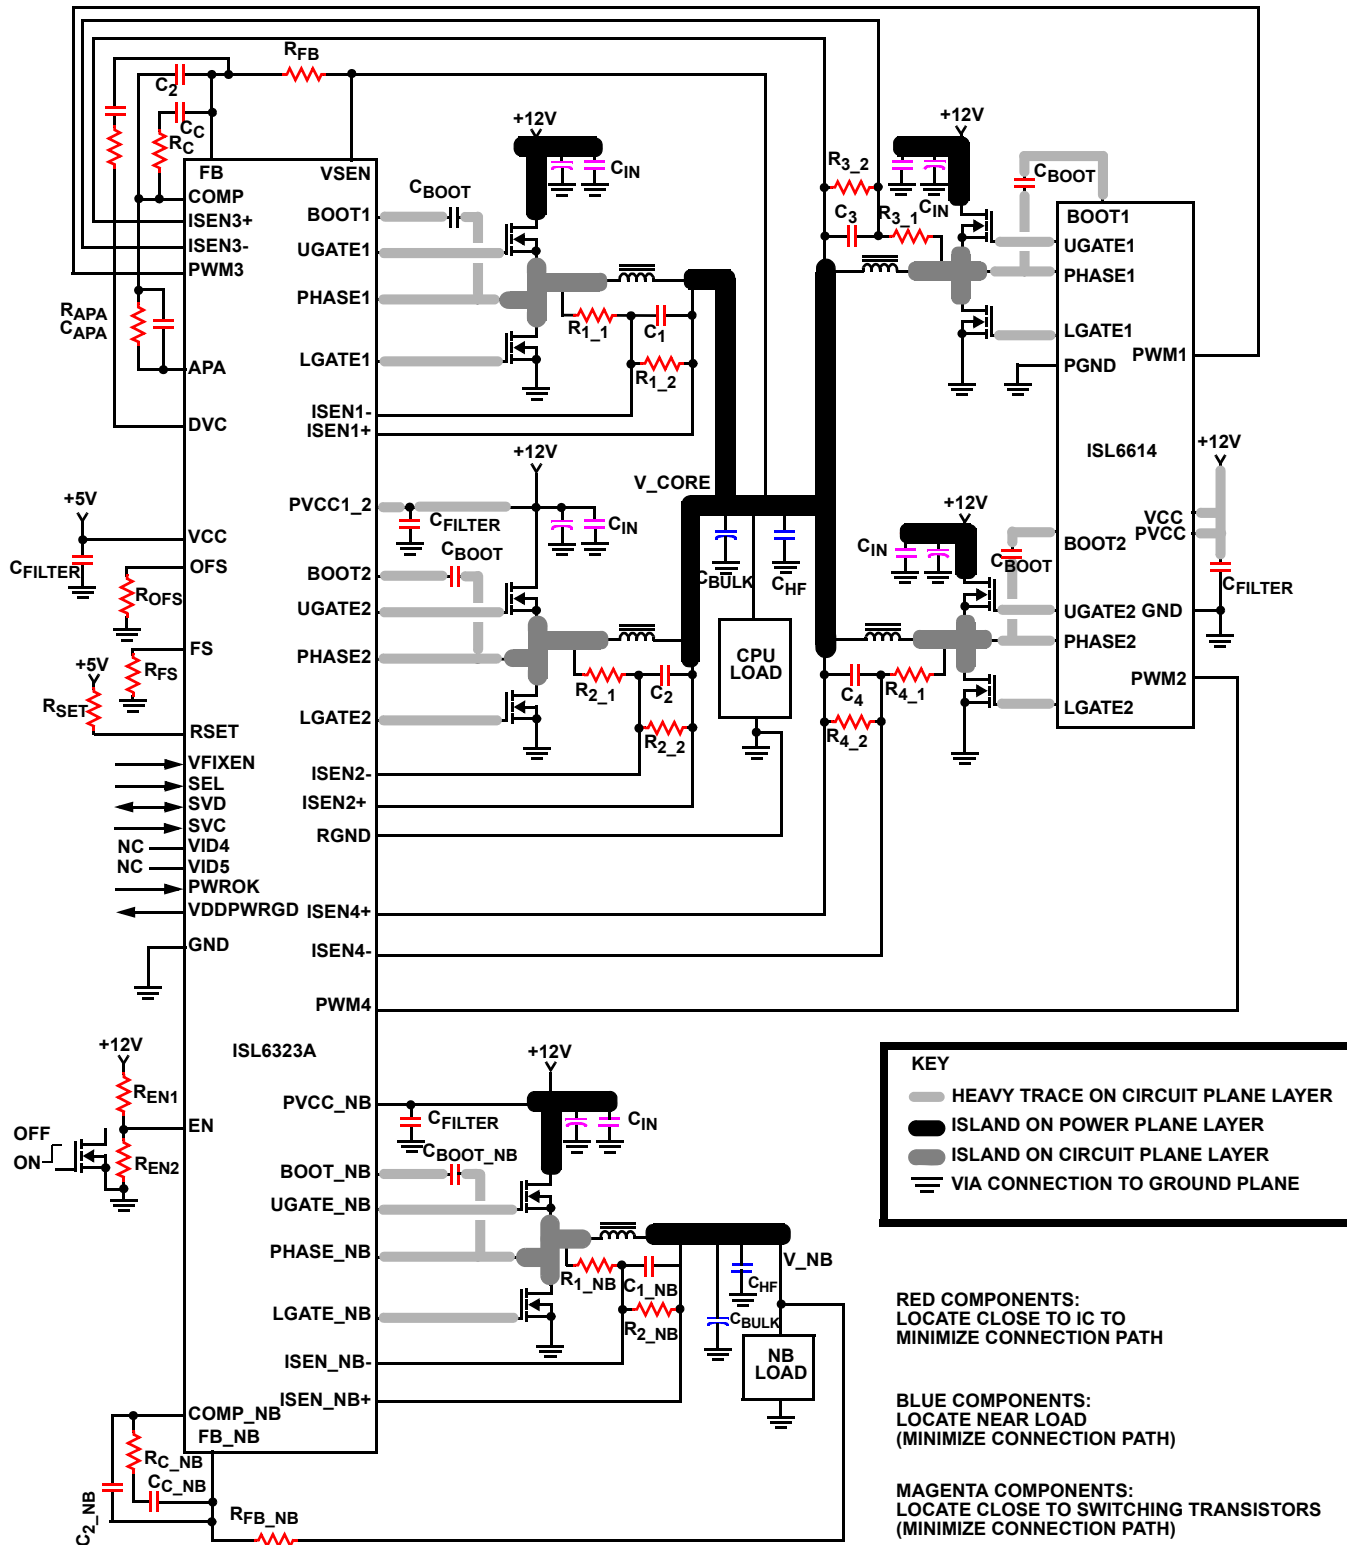 RFB
C2
CC
RC
FB
VSEN
COMP
ISEN3+
ISEN3-
PWM3
RAPA
CAPA
APA
DVC
+5V
VCC
CFILTER
OFS
ROFS
FS
RFS
+5V
RSET
RSET
VFIXEN
SEL
SVD
SVC
NC VID4
NC VID5
PWROK
VDDPWRGD
GND
+12V
REN1
EN
OFF
ON
REN2
ISL6323A
COMP_NB
FB_NB
RC_NB
CC_NB
C2_NB
RFB_NB
+12V
CIN
CBOOT
BOOT1
UGATE1
PHASE1
LGATE1
R1_1
C1
R1_2
ISEN1-
ISEN1+
+12V
PVCC1_2
CFILTER
CIN
CBOOT
BOOT2
UGATE2
PHASE2
LGATE2
R2_1
C2
R2_2
ISEN2-
ISEN2+
RGND
ISEN4+
ISEN4-
PWM4
+12V
PVCC_NB
CFILTER
CIN
CBOOT_NB
BOOT_NB
UGATE_NB
PHASE_NB
LGATE_NB
R1_NB
C1_NB
R2_NB
ISEN_NB-
ISEN_NB+
V_NB
CHF
CBULK
NB
LOAD
V_CORE
CBULK
CHF
CPU
LOAD
R3_2
C3
R3_1
+12V
CIN
CBOOT
BOOT1
UGATE1
PHASE1
LGATE1
PGND
PWM1
ISL6614
+12V
VCC
PVCC
CFILTER
GND
+12V
CIN
CBOOT
BOOT2
UGATE2
PHASE2
LGATE2
PWM2
C4
R4_1
R4_2
KEY
HEAVY TRACE ON CIRCUIT PLANE LAYER
ISLAND ON POWER PLANE LAYER
ISLAND ON CIRCUIT PLANE LAYER
VIA CONNECTION TO GROUND PLANE
RED COMPONENTS:
LOCATE CLOSE TO IC TO
MINIMIZE CONNECTION PATH
BLUE COMPONENTS:
LOCATE NEAR LOAD
(MINIMIZE CONNECTION PATH)
MAGENTA COMPONENTS:
LOCATE CLOSE TO SWITCHING TRANSISTORS
(MINIMIZE CONNECTION PATH)